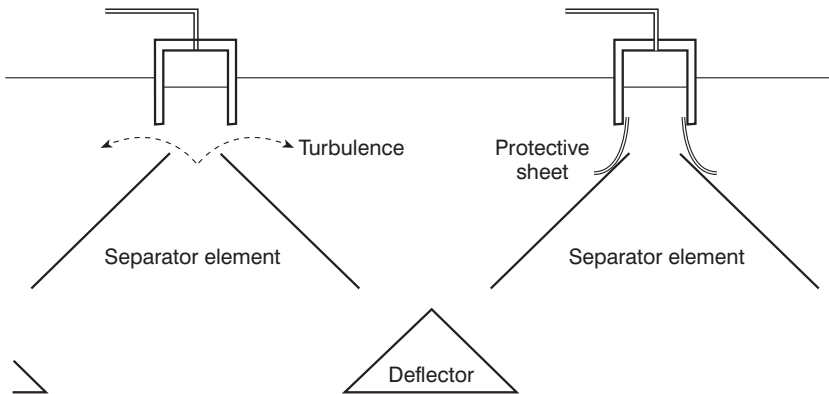 Turbulence
Protective
sheet
Separator element
Separator element
Deflector